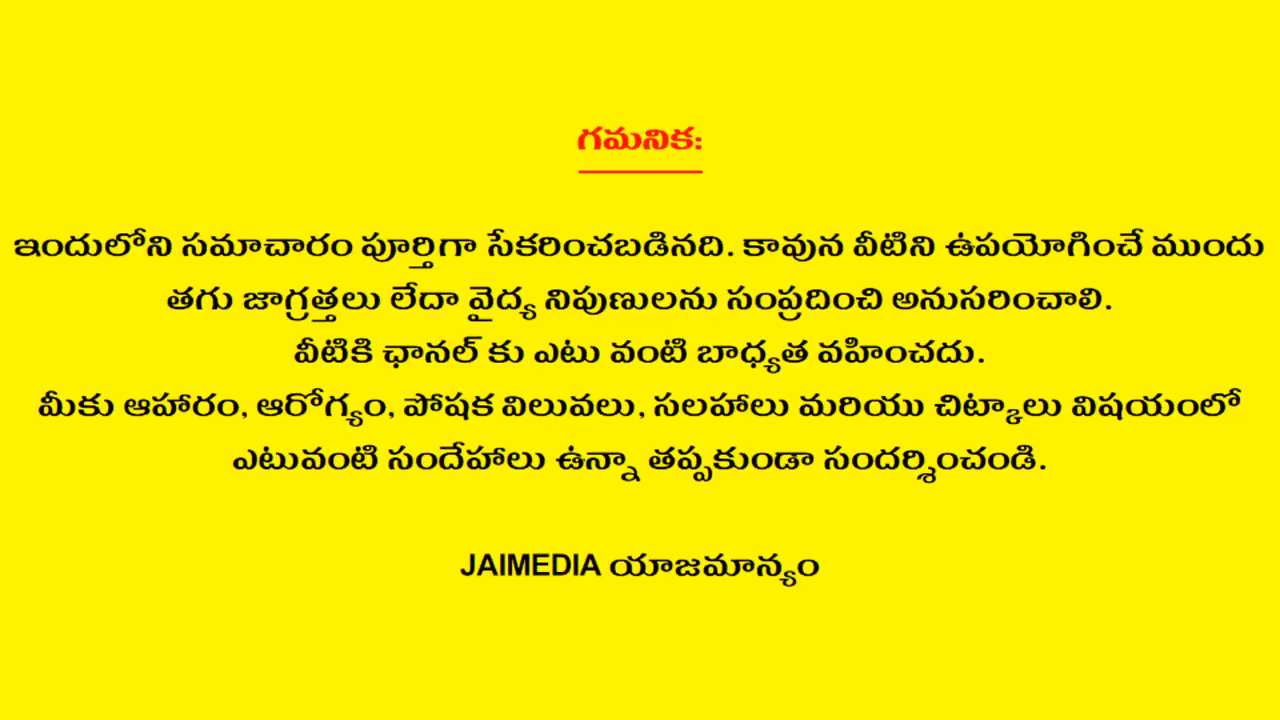 గమనిక:
ఇందులోని సమాచారం పూర్తిగా సేకరించబడినది. కావున వీటిని ఉపయోగించే ముందు
తగు జాగ్రత్తలు లేదా వైద్య నిపుణులను సంప్రదించి అనుసరించాలి.
వీటికి ఛానల్ కు ఎటు వంటి బాధ్యత వహించదు.
మీకు ఆహారం, ఆరోగ్యం, పోషక విలువలు, సలహాలు మరియు చిట్కాలు విషయంలో
ఎటువంటి సందేహాలు ఉన్నా తప్పకుండా సందర్శించండి.
JAIMEDIA యాజమాన్యం